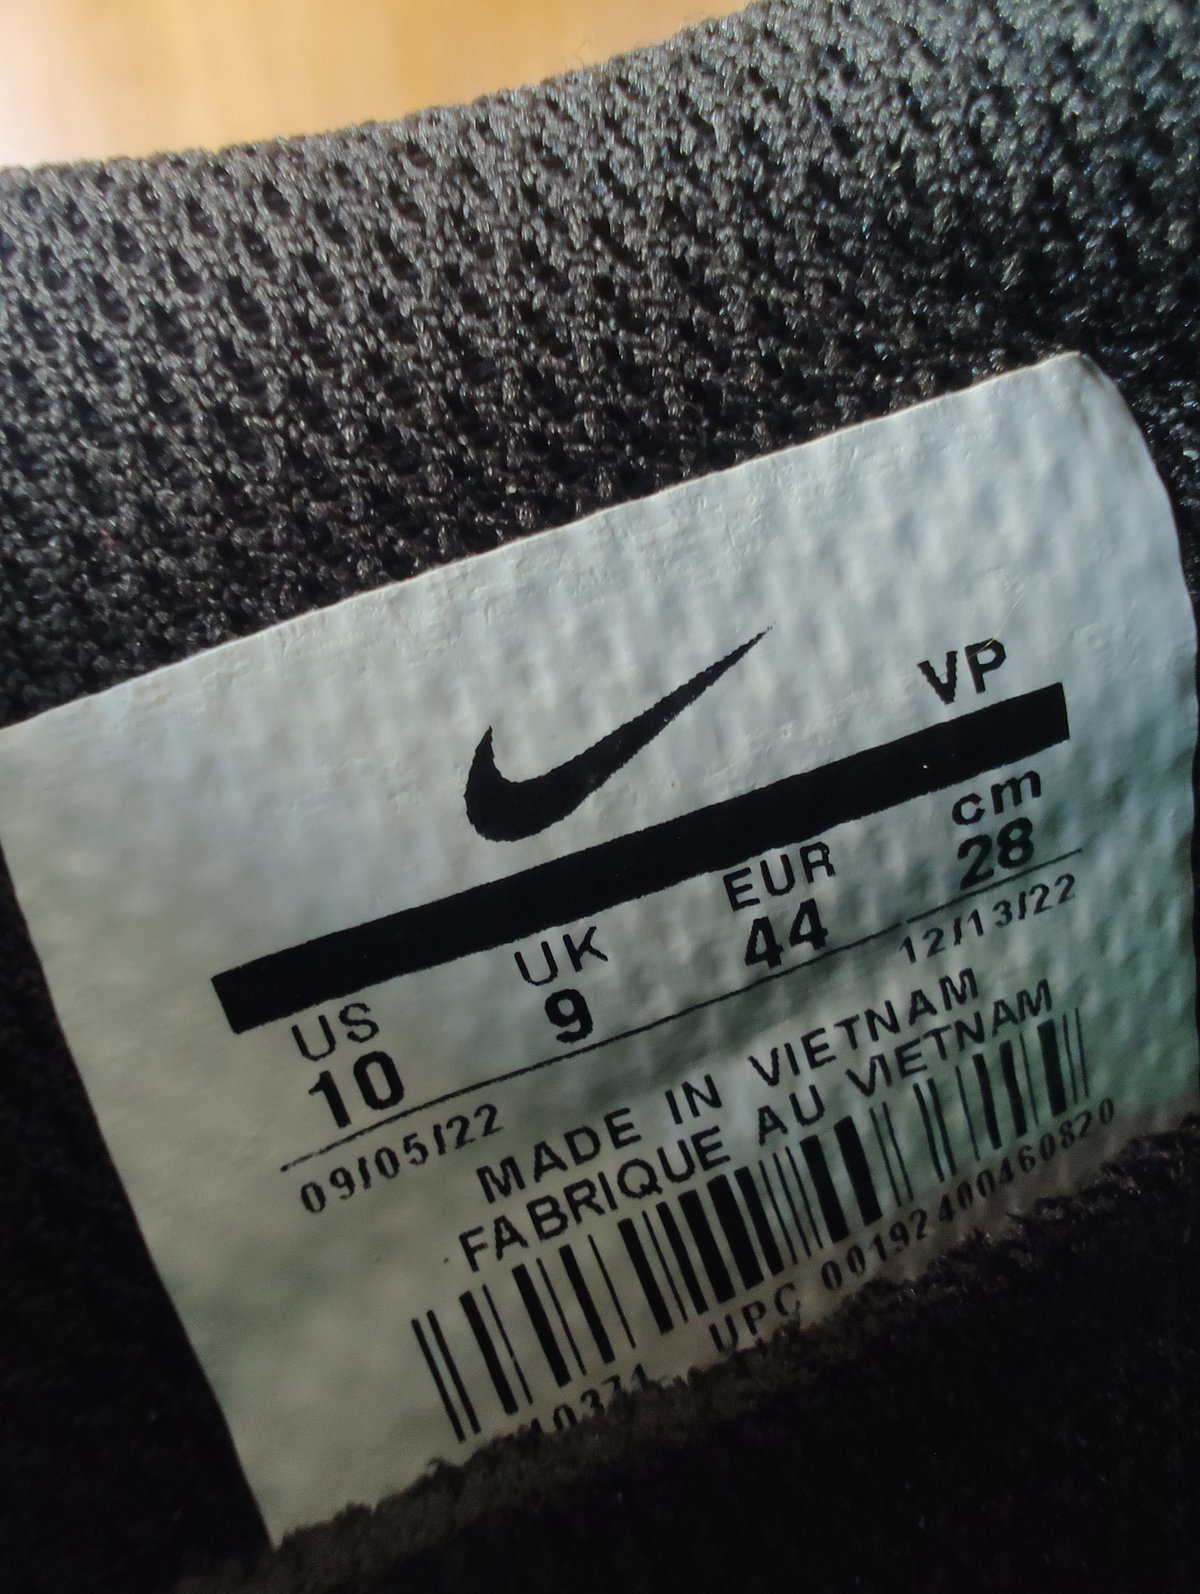 VP
US UK EUR cm
10 9 44 28
09/05/22 12/13/22
MADE IN VIETNAM
FABRIQUE AU VIETNAM
UPC 00192400460820